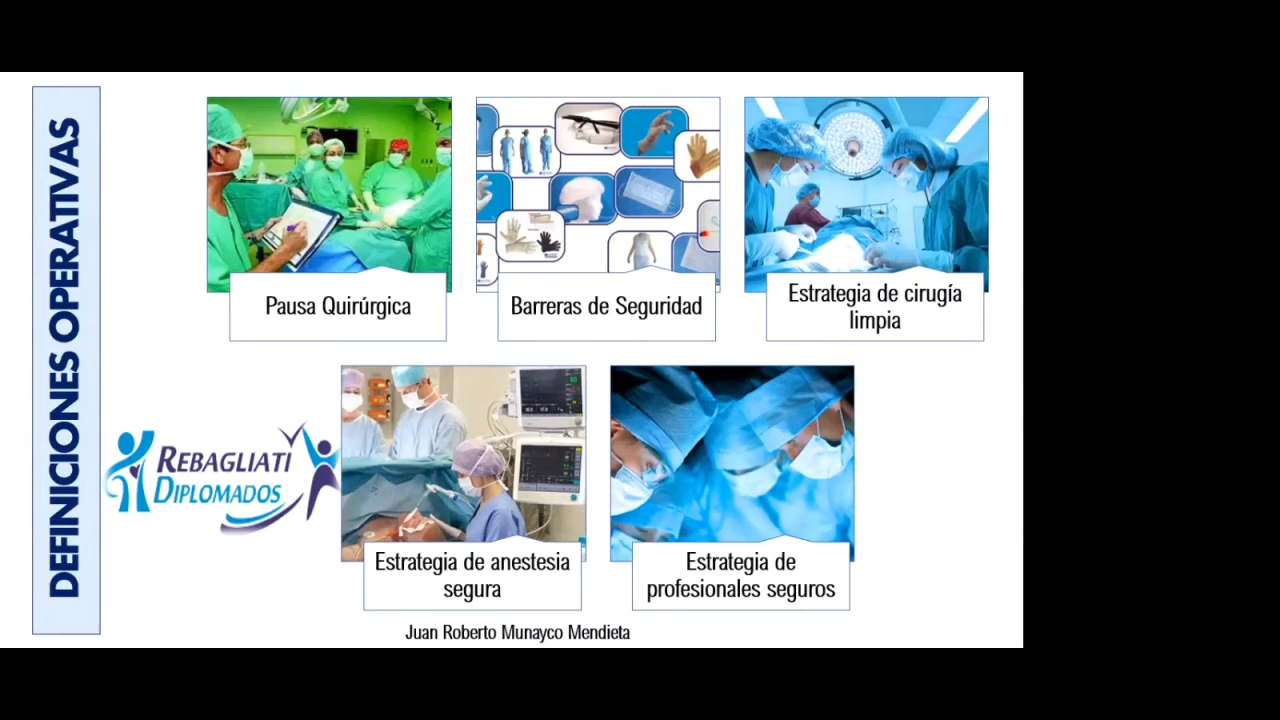 DEFINICIONES OPERATIVAS
Pausa Quirúrgica
Barreras de Seguridad
Estrategia de cirugía
limpia
REBAGLIATI
DIPLOMADOS
Estrategia de anestesia
segura
Estrategia de
profesionales seguros
Juan Roberto Munayco Mendieta